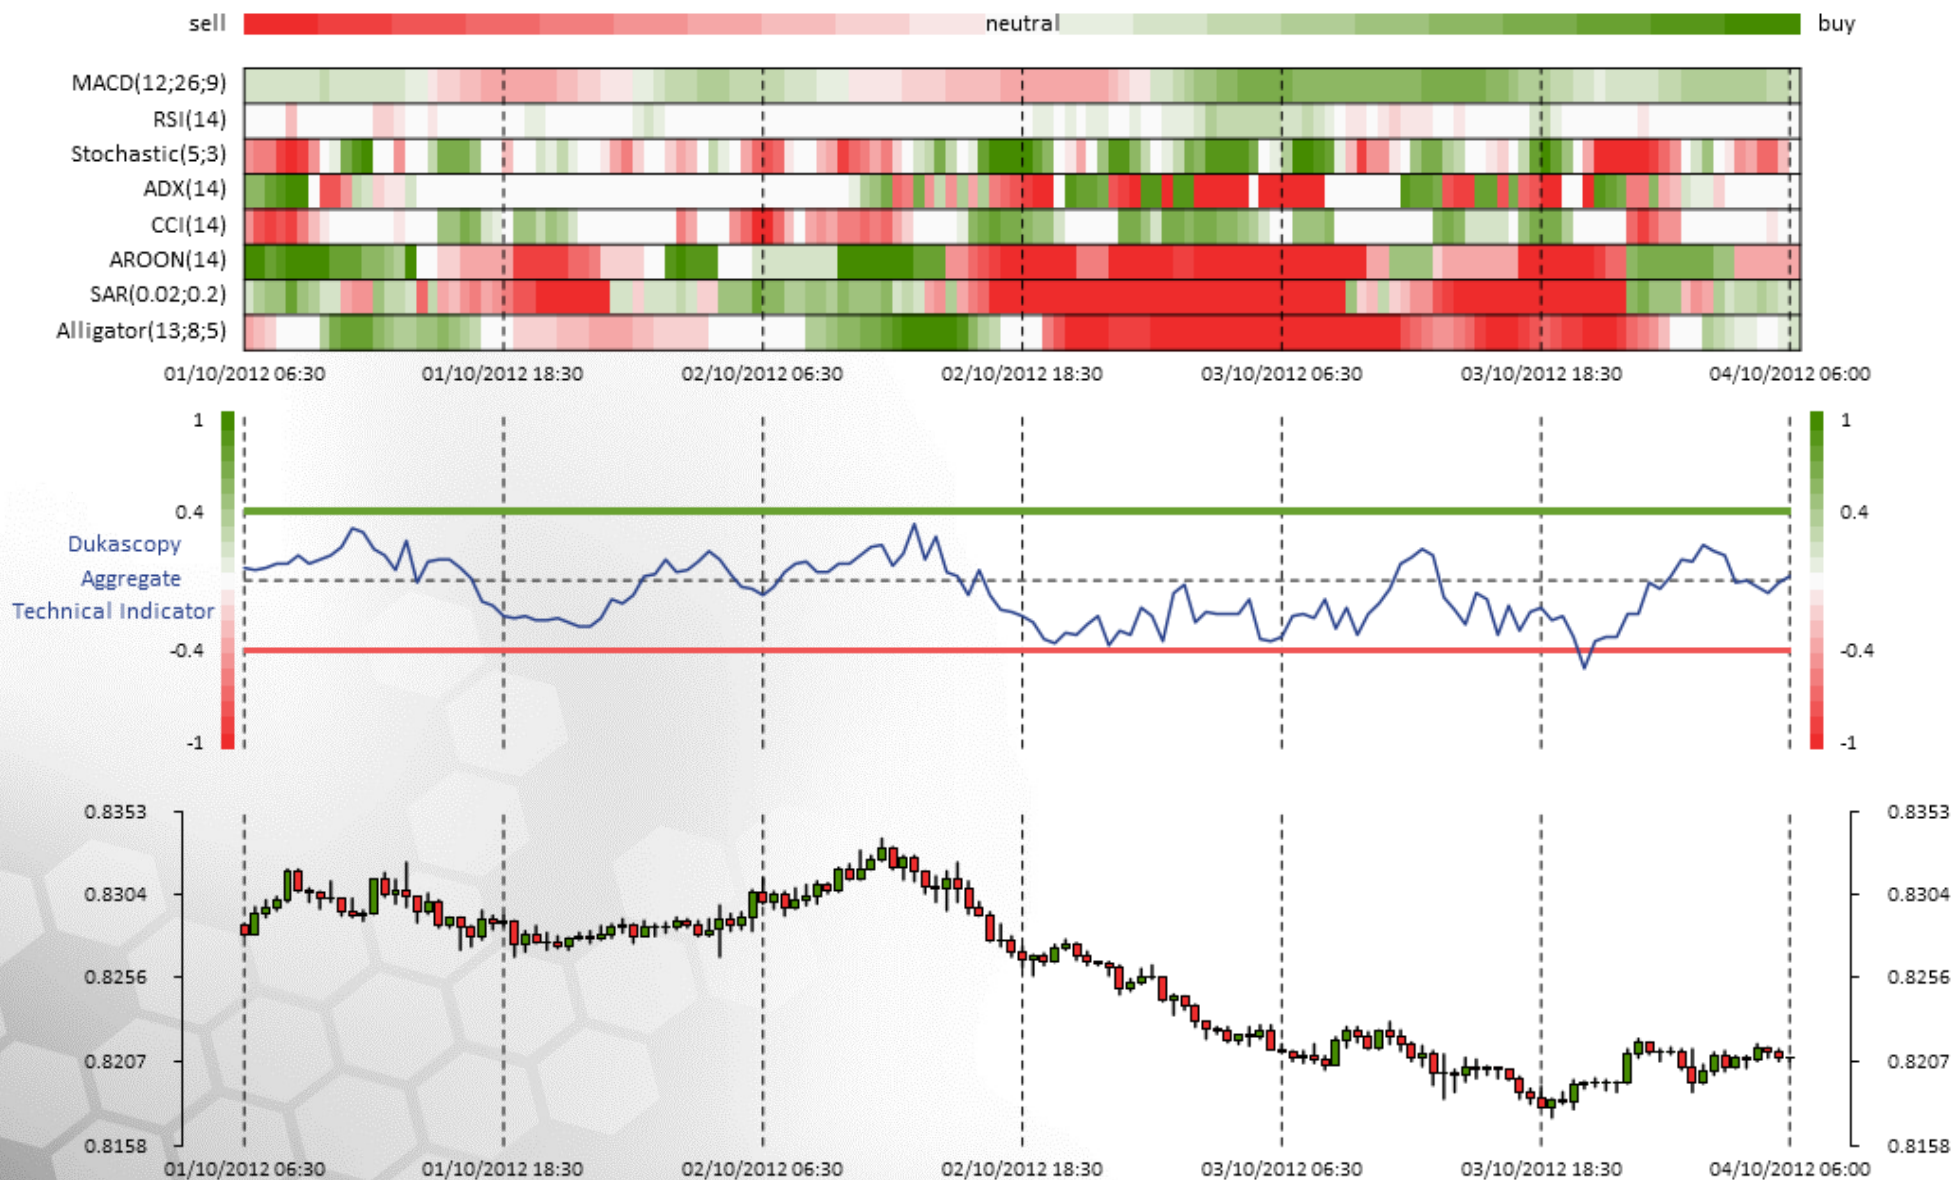 sell neutral buy
MACD(12;26;9)
RSI(14)
Stochastic(5;3)
ADX(14)
CCI(14)
AROON(14)
SAR(0.02;0.2)
Alligator(13;8;5)
01/10/2012 06:30 01/10/2012 18:30 02/10/2012 06:30 02/10/2012 18:30 03/10/2012 06:30 03/10/2012 18:30 04/10/2012 06:00
1 1
0.4 0.4
Dukascopy
Aggregate
Technical Indicator
-0.4 -0.4
-1 -1
0.8353 0.8353
0.8304 0.8304
0.8256 0.8256
0.8207 0.8207
0.8158 0.8158
01/10/2012 06:30 01/10/2012 18:30 02/10/2012 06:30 02/10/2012 18:30 03/10/2012 06:30 03/10/2012 18:30 04/10/2012 06:00